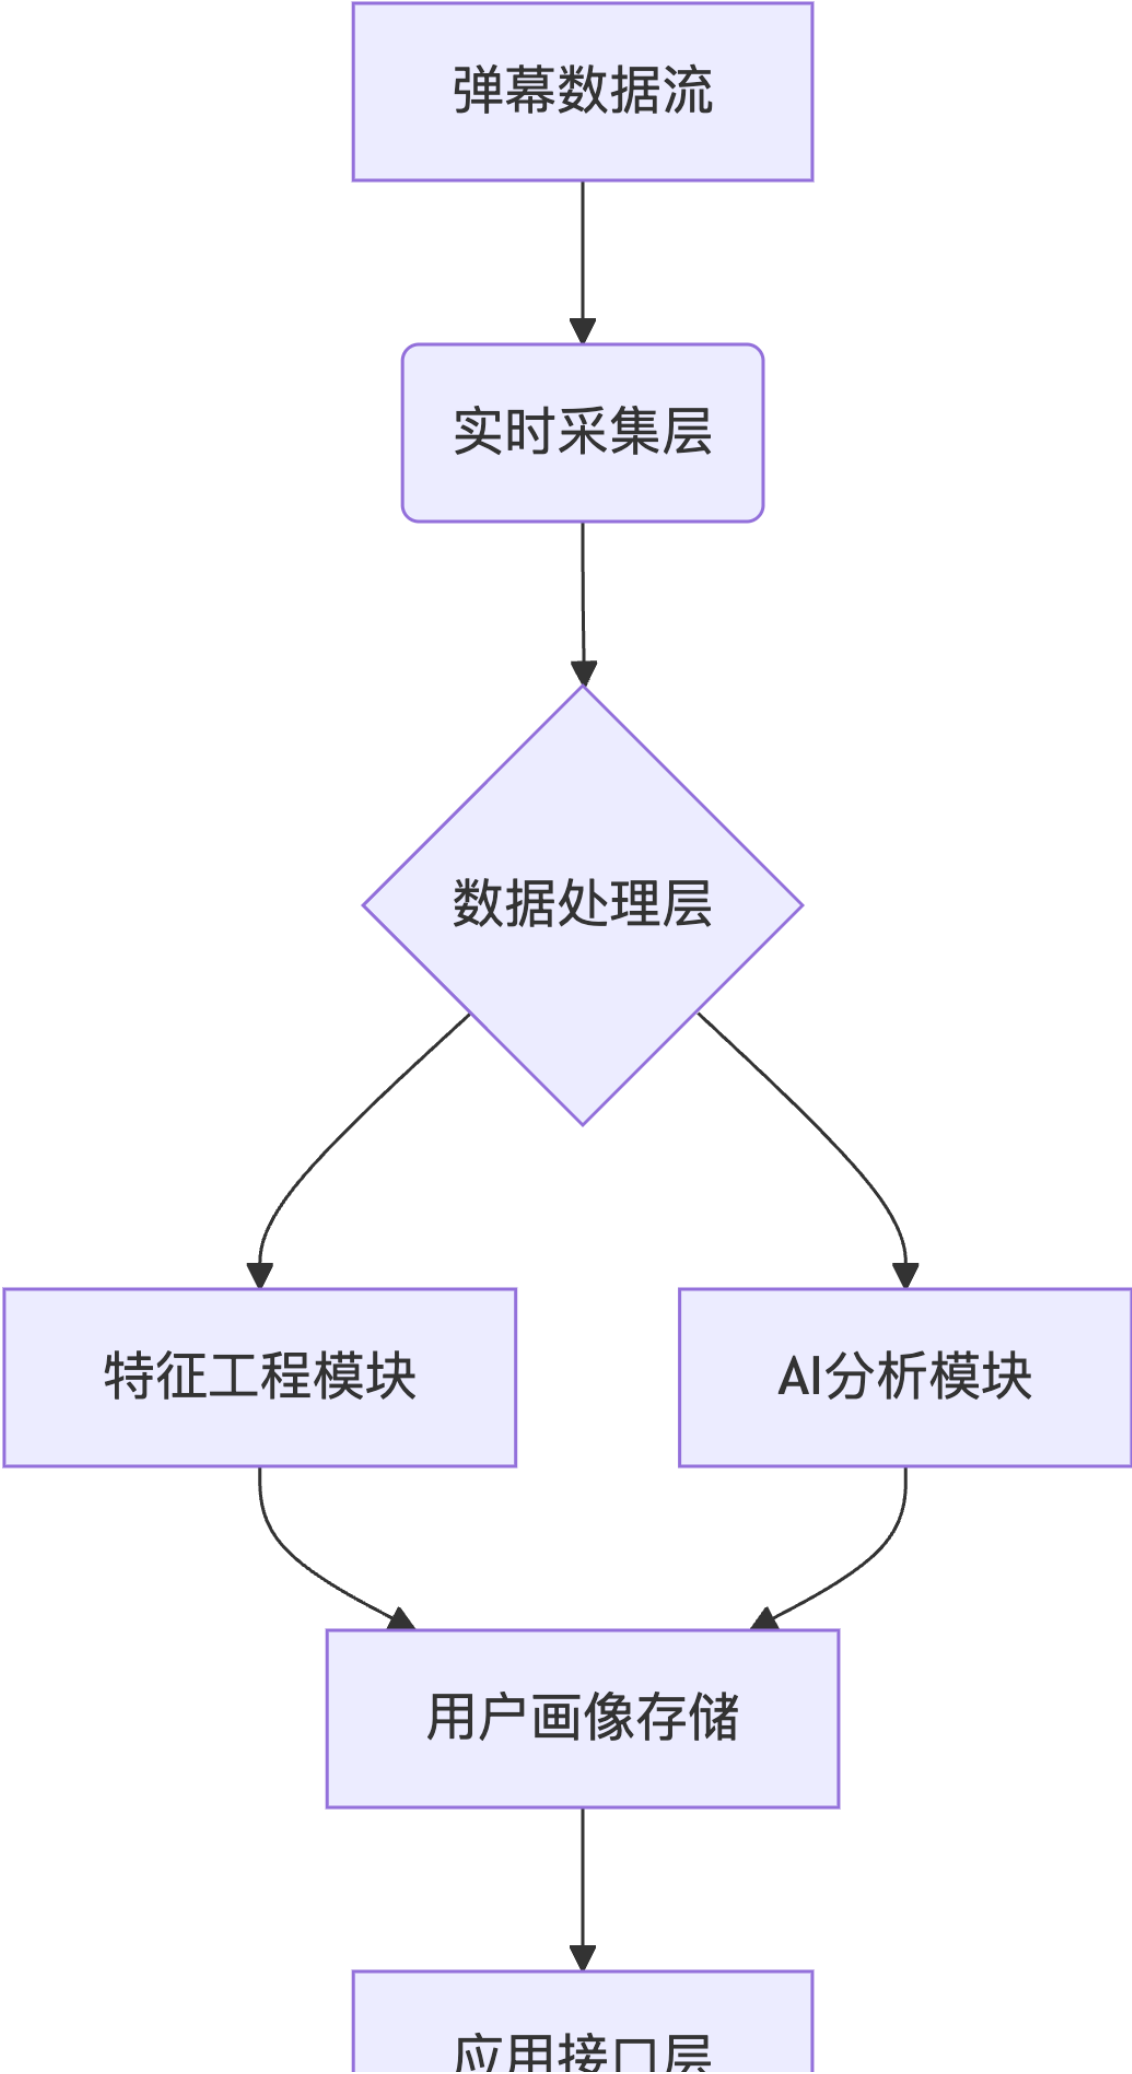 弹幕数据流
实时采集层
数据处理层
特征工程模块
AI分析模块
用户画像存储
应用接口层